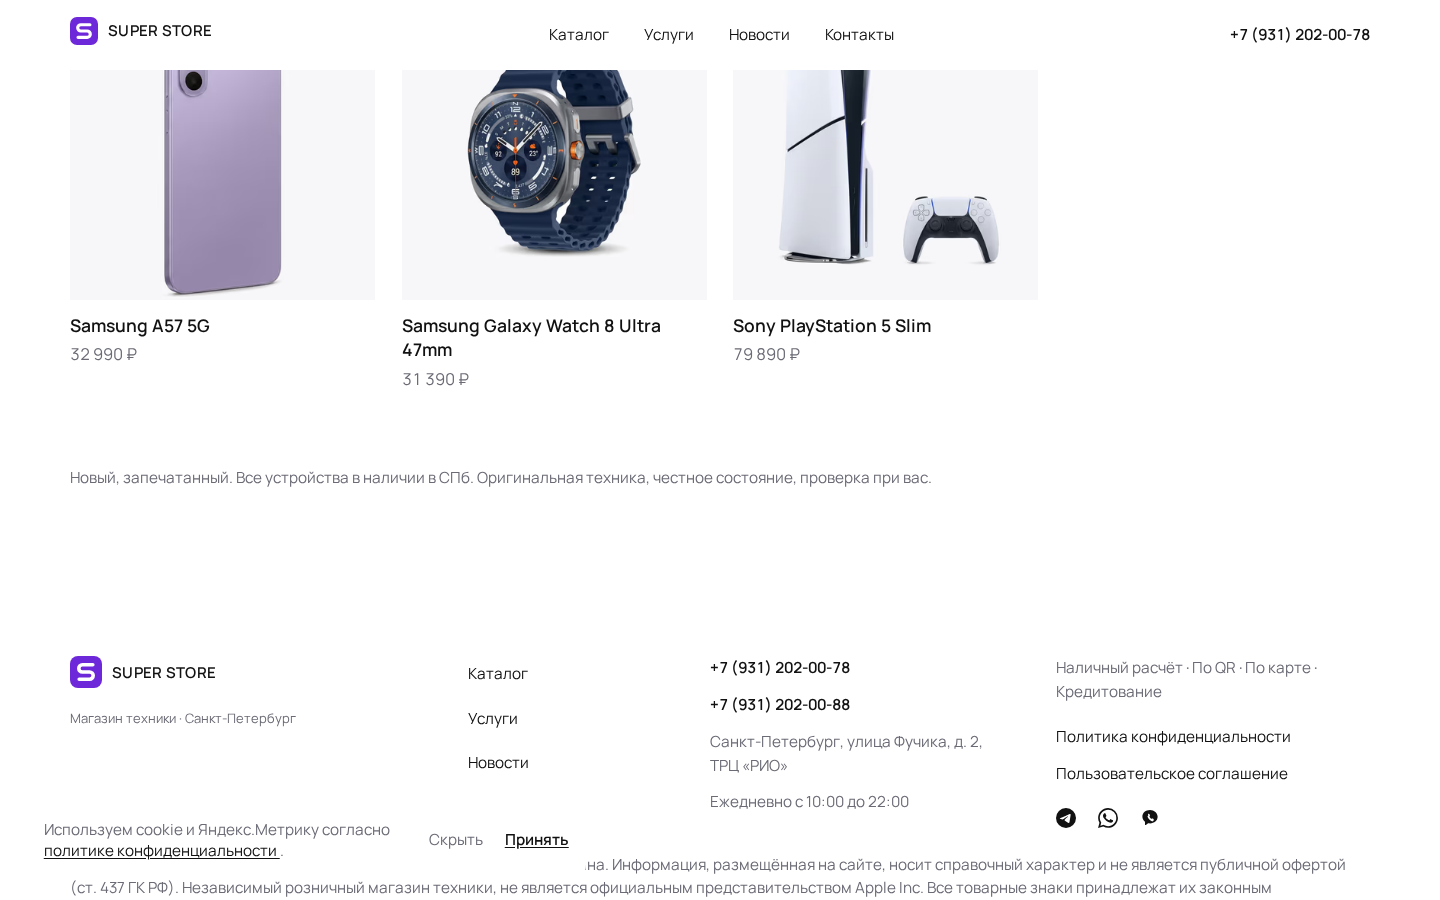 SUPER STORE
Каталог
Услуги
Новости
Контакты
+7 (931) 202-00-78
Samsung A57 5G
32 990 ₽
Samsung Galaxy Watch 8 Ultra
47mm
31 390 ₽
Sony PlayStation 5 Slim
79 890 ₽
Новый, запечатанный. Все устройства в наличии в СПб. Оригинальная техника, честное состояние, проверка при вас.
SUPER STORE
Магазин техники · Санкт-Петербург
Каталог
Услуги
Новости
+7 (931) 202-00-78
+7 (931) 202-00-88
Санкт-Петербург, улица Фучика, д. 2,
ТРЦ «РИО»
Ежедневно с 10:00 до 22:00
Наличный расчёт · По QR · По карте ·
Кредитование
Политика конфиденциальности
Пользовательское соглашение
Используем cookie и Яндекс.Метрику согласно
политике конфиденциальности .
Скрыть
Принять
на. Информация, размещённая на сайте, носит справочный характер и не является публичной офертой
(ст. 437 ГК РФ). Независимый розничный магазин техники, не является официальным представительством Apple Inc. Все товарные знаки принадлежат их законным